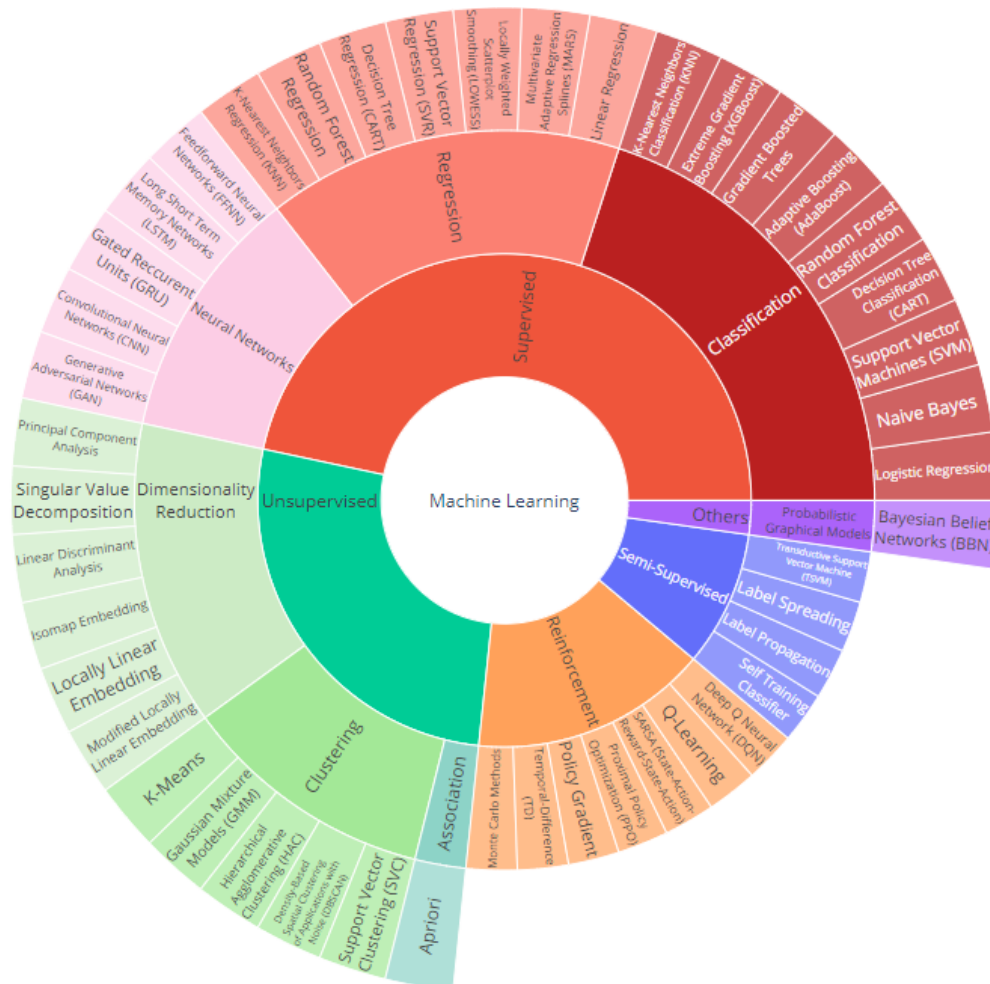 Machine Learning
Supervised
Regression
K-Nearest Neighbors
Regression (KNN)
Random Forest
Regression
Decision Tree
Regression (CART)
Support Vector
Regression (SVR)
Locally Weighted
Scatterplot
Smoothing (LOWESS)
Multivariate
Adaptive Regression
Splines (MARS)
Linear Regression
Classification
K-Nearest Neighbors
Classification (KNN)
Extreme Gradient
Boosting (XGBoost)
Gradient Boosted
Trees
Adaptive Boosting
(AdaBoost)
Random Forest
Classification
Decision Tree
Classification
(CART)
Support Vector
Machines (SVM)
Naive Bayes
Logistic Regression
Others
Probabilistic
Graphical Models
Bayesian Belief
Networks (BBN)
Semi-Supervised
Transductive Support
Vector Machine
(TSVM)
Label Spreading
Label Propagation
Self Training
Classifier
Reinforcement
Deep Q Neural
Network (DQN)
Q-Learning
SARSA (State-Action-
Reward-State-Action)
Proximal Policy
Optimization (PPO)
Policy Gradient
Temporal-Difference
(TD)
Monte Carlo Methods
Unsupervised
Association
Apriori
Clustering
Support Vector
Clustering (SVC)
Density-Based
Spatial Clustering
of Applications with
Noise (DBSCAN)
Hierarchical
Agglomerative
Clustering (HAC)
Gaussian Mixture
Models (GMM)
K-Means
Dimensionality
Reduction
Modified Locally
Linear Embedding
Locally Linear
Embedding
Isomap Embedding
Linear Discriminant
Analysis
Singular Value
Decomposition
Principal Component
Analysis
Neural Networks
Generative
Adversarial Networks
(GAN)
Convolutional Neural
Networks (CNN)
Gated Reccurent
Units (GRU)
Long Short Term
Memory Networks
(LSTM)
Feedforward Neural
Networks (FFNN)